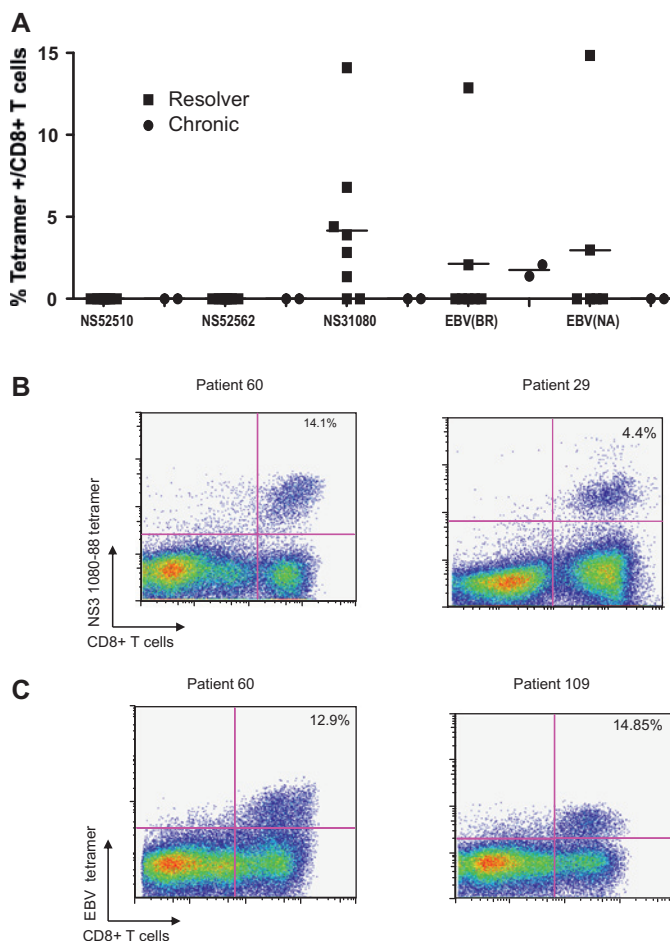 A
% Tetramer +/CD8+ T cells
15
10
5
0
Resolver
Chronic
NS52510 NS52562 NS31080 EBV(BR) EBV(NA)
B
Patient 60 Patient 29
14.1% 4.4%
NS3 1080-88 tetramer
CD8+ T cells
C
Patient 60 Patient 109
12.9% 14.85%
EBV tetramer
CD8+ T cells CD8+ T cells